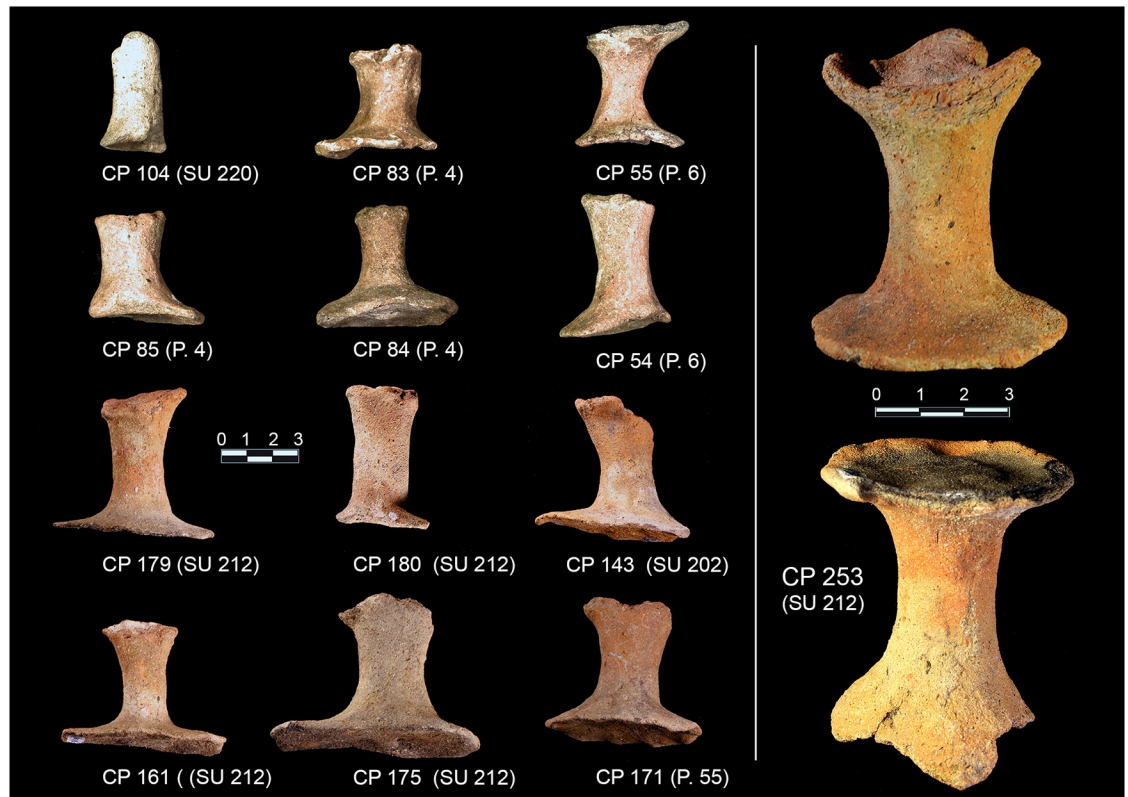 CP 104 (SU 220)
CP 83 (P. 4)
CP 55 (P. 6)
CP 85 (P. 4)
CP 84 (P. 4)
CP 54 (P. 6)
0 1 2 3
CP 179 (SU 212)
CP 180 (SU 212)
CP 143 (SU 202)
CP 161 ( (SU 212)
CP 175 (SU 212)
CP 171 (P. 55)
0 1 2 3
CP 253
(SU 212)